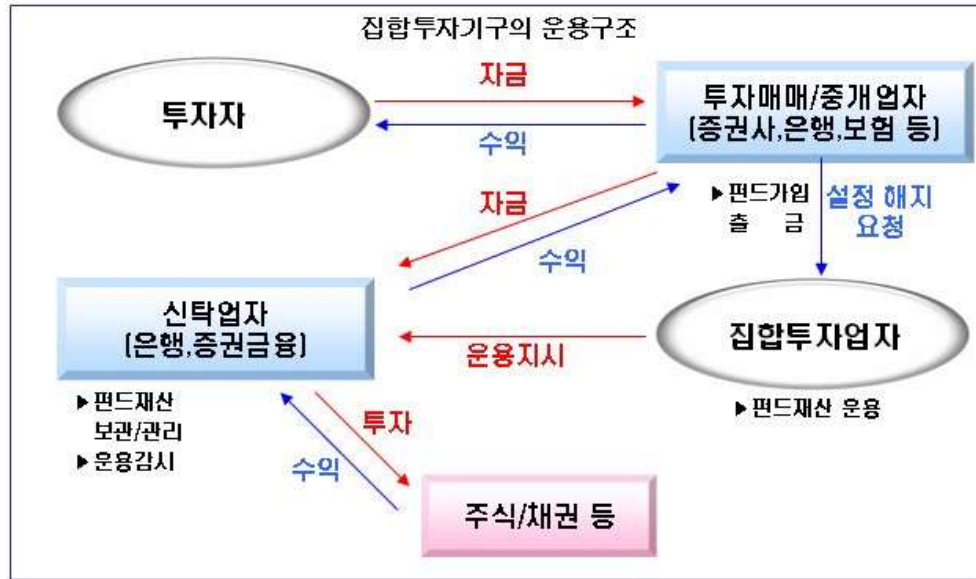 집합투자기구의 운용구조
투자자
자금
수익
투자매매/중개업자
(증권사,은행,보험 등)
자금
수익
▶펀드가입
출 금
설정 해지
요청
신탁업자
(은행,증권금융)
운용지시
집합투자업자
▶펀드재산
보관/관리
▶운용감시
▶펀드재산 운용
투자
수익
주식/채권 등